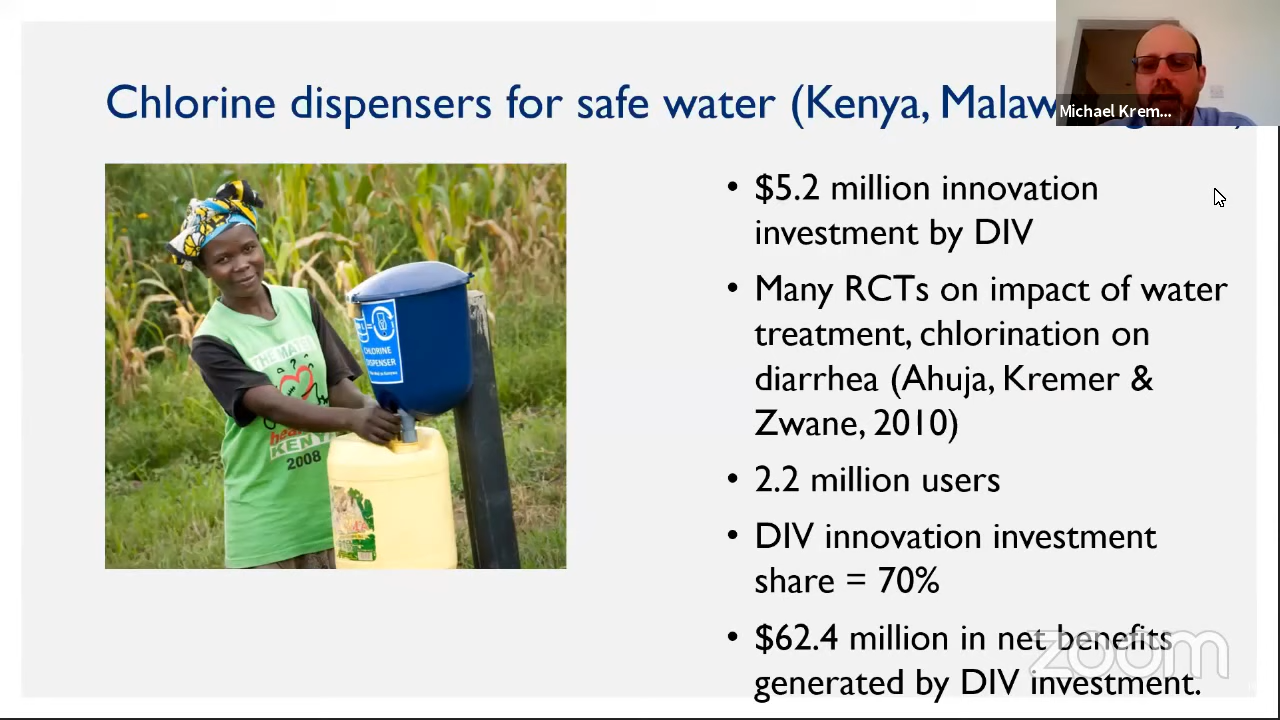 Chlorine dispensers for safe water (Kenya, Malaw
Michael Krem...
• $5.2 million innovation
investment by DIV
• Many RCTs on impact of water
treatment, chlorination on
diarrhea (Ahuja, Kremer &
Zwane, 2010)
• 2.2 million users
• DIV innovation investment
share = 70%
• $62.4 million in net benefits
generated by DIV investment.
CHLORINE
DISPENSER
THE MATER
KENYA
2008
zoom